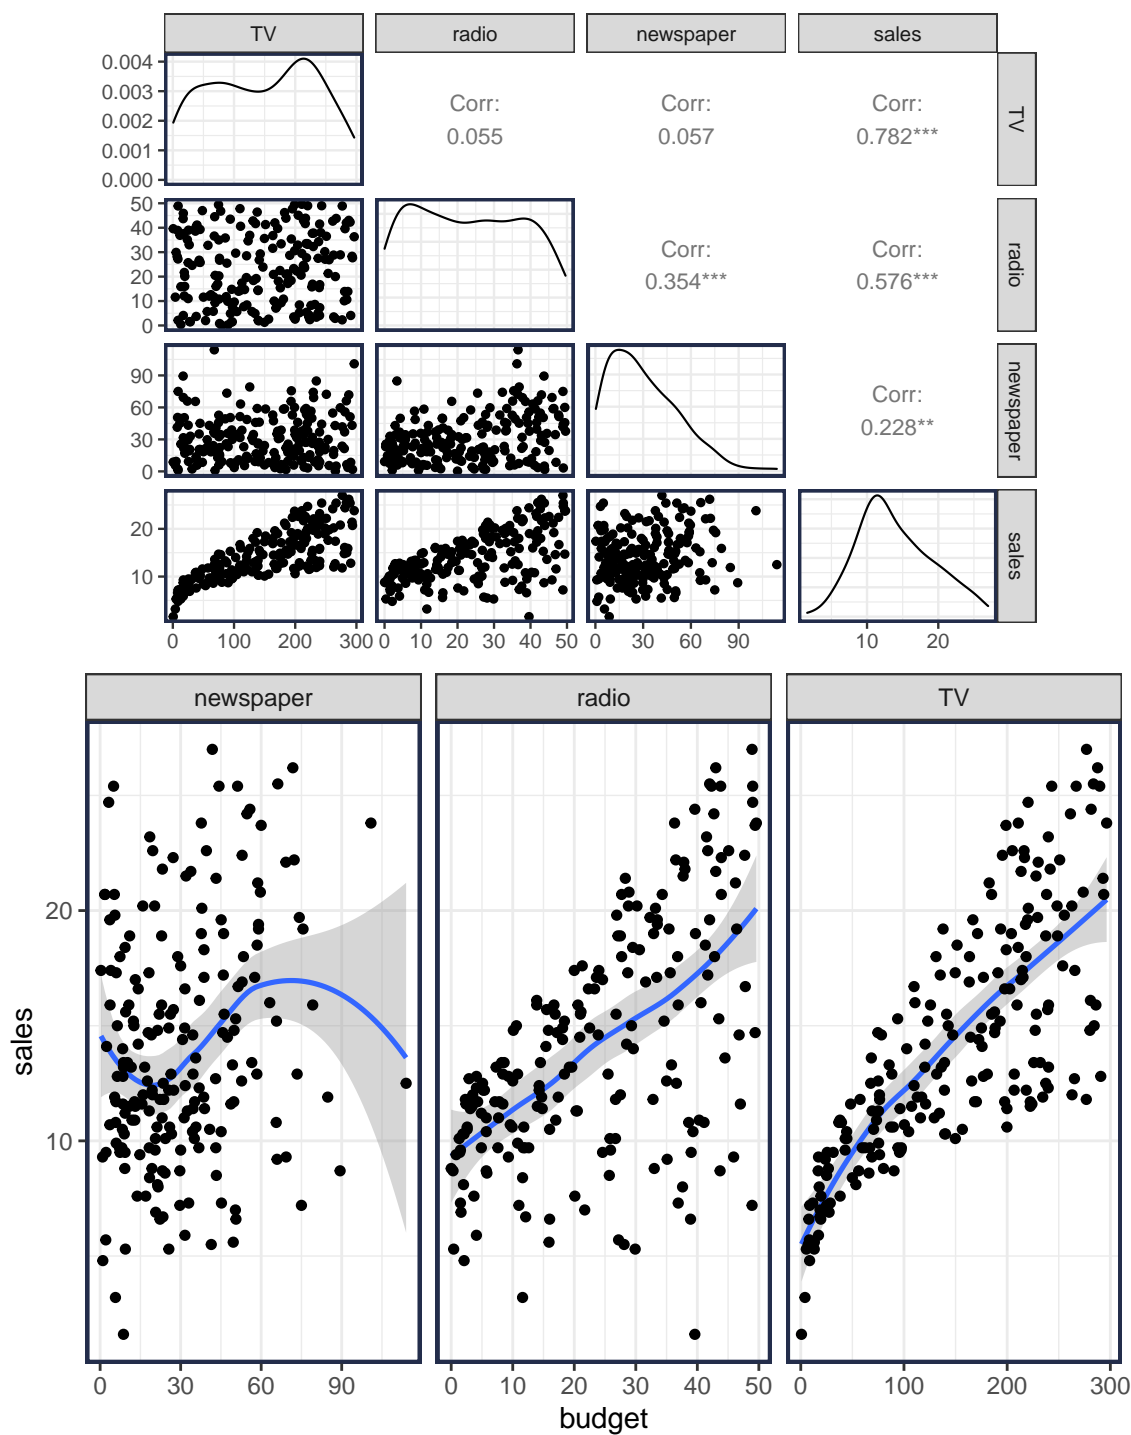 TV radio newspaper sales
0.004
0.003
0.002
0.001
0.000
Corr:
0.055
Corr:
0.057
Corr:
0.782***
TV
50
40
30
20
10
0
Corr:
0.354***
Corr:
0.576***
radio
90
60
30
0
Corr:
0.228**
newspaper
20
10
sales
0 100 200 300 0 10 20 30 40 50 0 30 60 90 10 20
newspaper radio TV
20
10
sales
0 30 60 90 0 10 20 30 40 50 0 100 200 300
budget